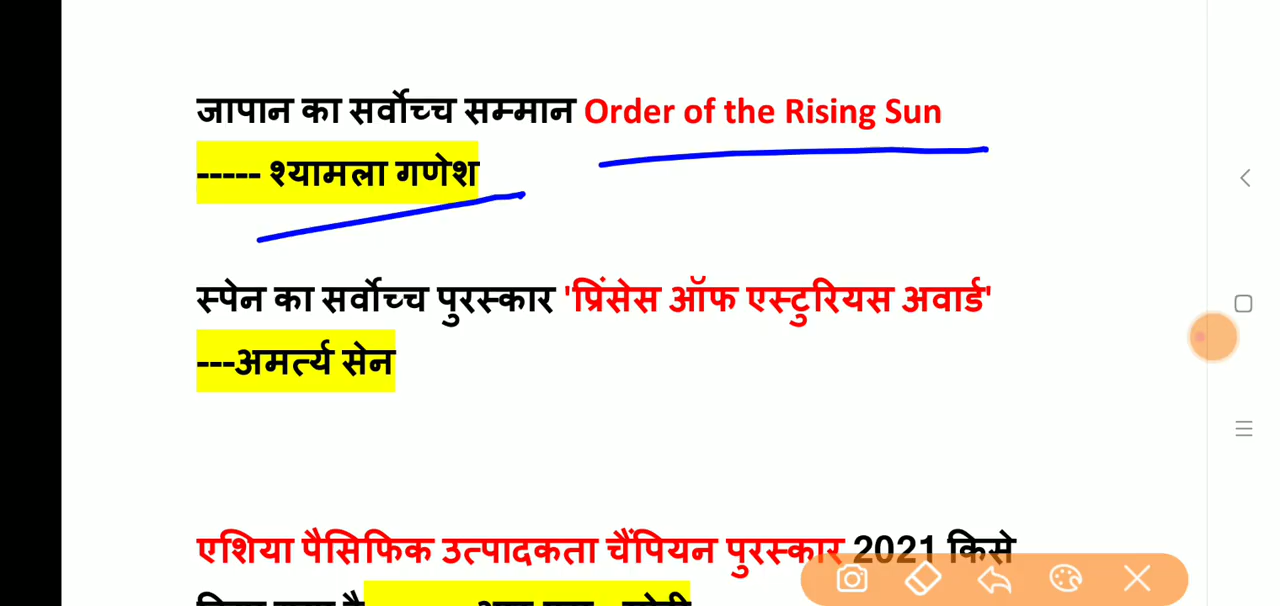 जापान का सर्वोच्च सम्मान Order of the Rising Sun
----- श्यामला गणेश
स्पेन का सर्वोच्च पुरस्कार 'प्रिंसेस ऑफ एस्टुरियस अवार्ड'
---अमर्त्य सेन
एशिया पैसिफिक उत्पादकता चैंपियन पुरस्कार 2021 किसे